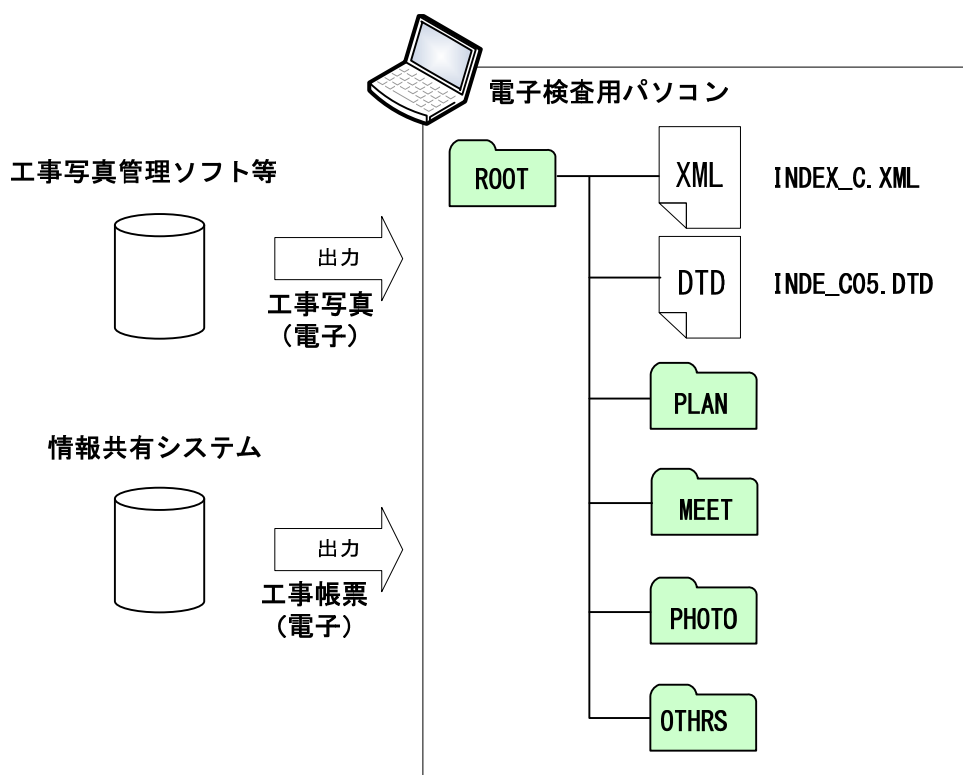 電子検査用パソコン
工事写真管理ソフト等
出力
工事写真
(電子)
情報共有システム
出力
工事帳票
(電子)
ROOT
XML
INDEX_C.XML
DTD
INDE_C05.DTD
PLAN
MEET
PHOTO
OTHRS